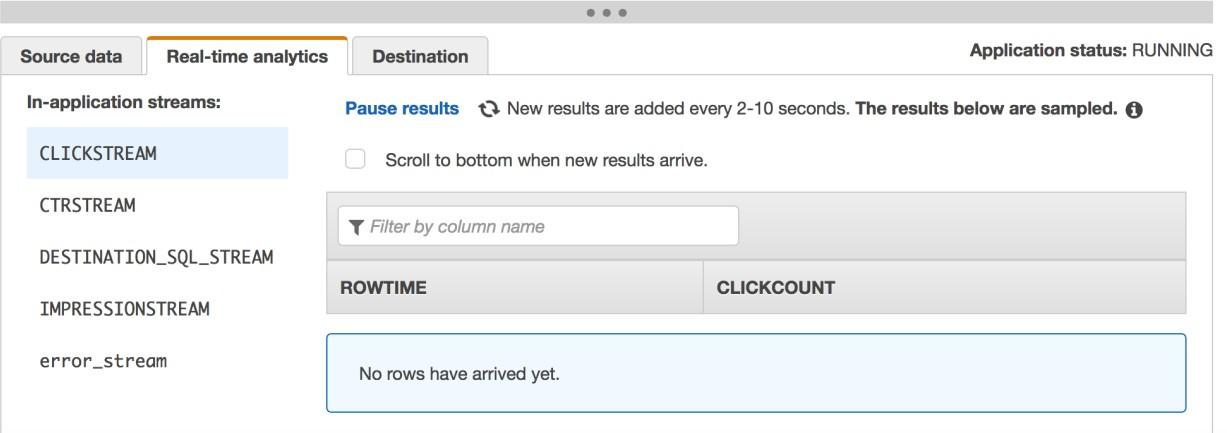 Source data
Real-time analytics
Destination
Application status: RUNNING
In-application streams:
CLICKSTREAM
CTRSTREAM
DESTINATION_SQL_STREAM
IMPRESSIONSTREAM
error_stream
Pause results New results are added every 2-10 seconds. The results below are sampled.
Scroll to bottom when new results arrive.
Filter by column name
ROWTIME CLICKCOUNT
No rows have arrived yet.